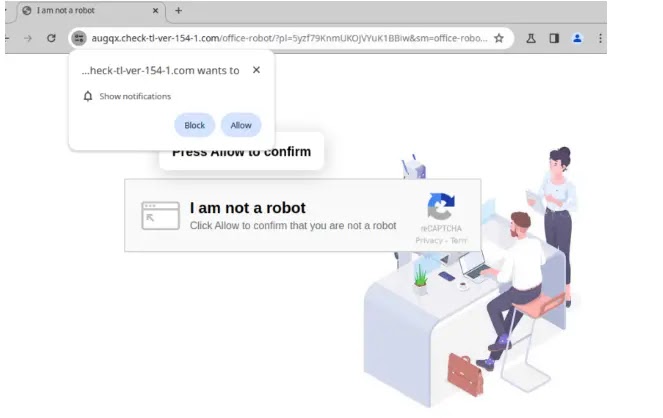 I am not a robot
augqx.check-tl-ver-154-1.com/office-robot/?pl=5yzf79KnmUKOJVYuK1BBiw&sm=office-robo...
...heck-tl-ver-154-1.com wants to
Show notifications
Block
Allow
Press Allow to confirm
I am not a robot
Click Allow to confirm that you are not a robot
reCAPTCHA
Privacy - Term